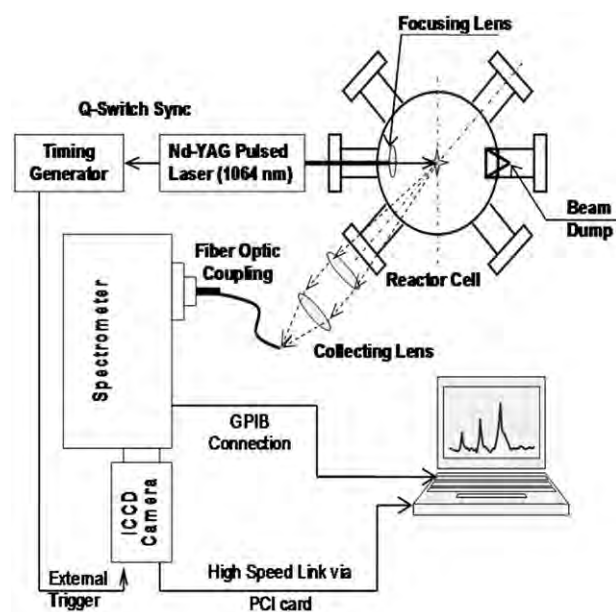 Focusing Lens
Q-Switch Sync
Timing
Generator
Nd-YAG Pulsed
Laser (1064 nm)
Beam
Dump
Fiber Optic
Coupling
Reactor Cell
Collecting Lens
Spectrometer
GPIB
Connection
ICCD
Camera
External
Trigger
High Speed Link via
PCI card